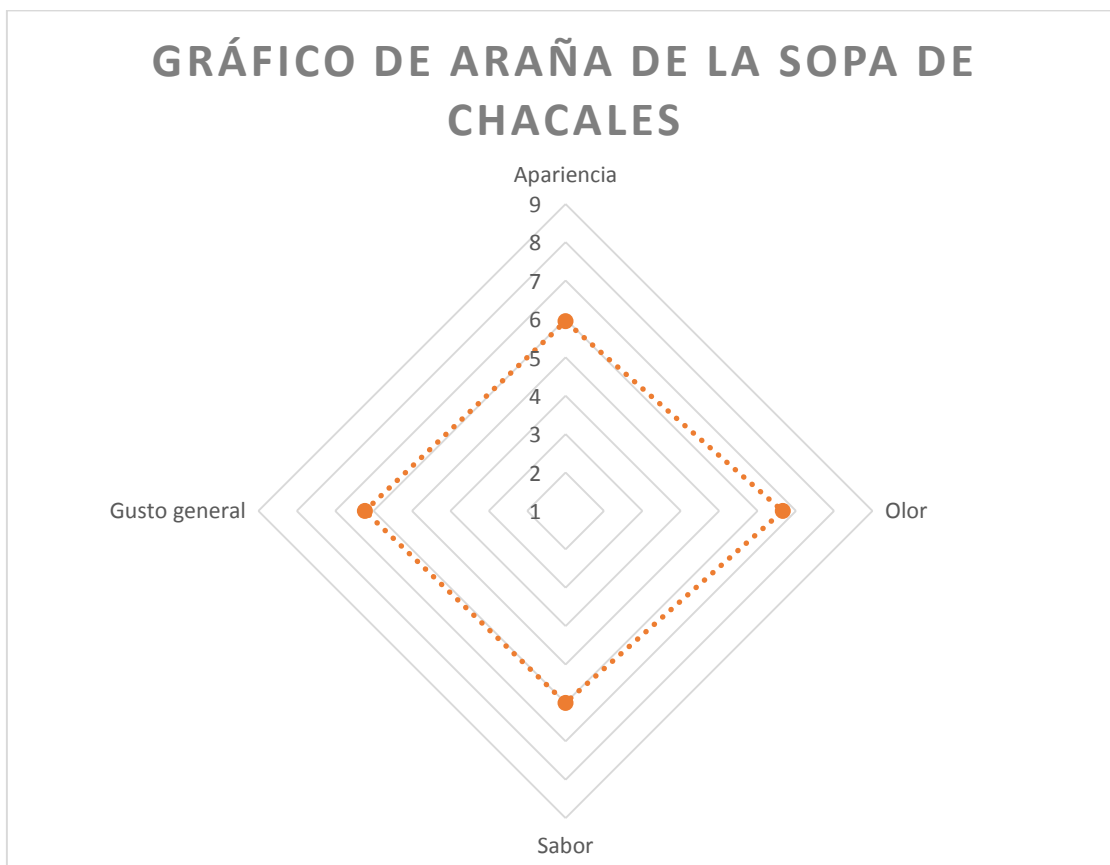 GRÁFICO DE ARAÑA DE LA SOPA DE
CHACALES
Apariencia
9
8
7
6
5
4
3
2
1
Gusto general
Olor
Sabor